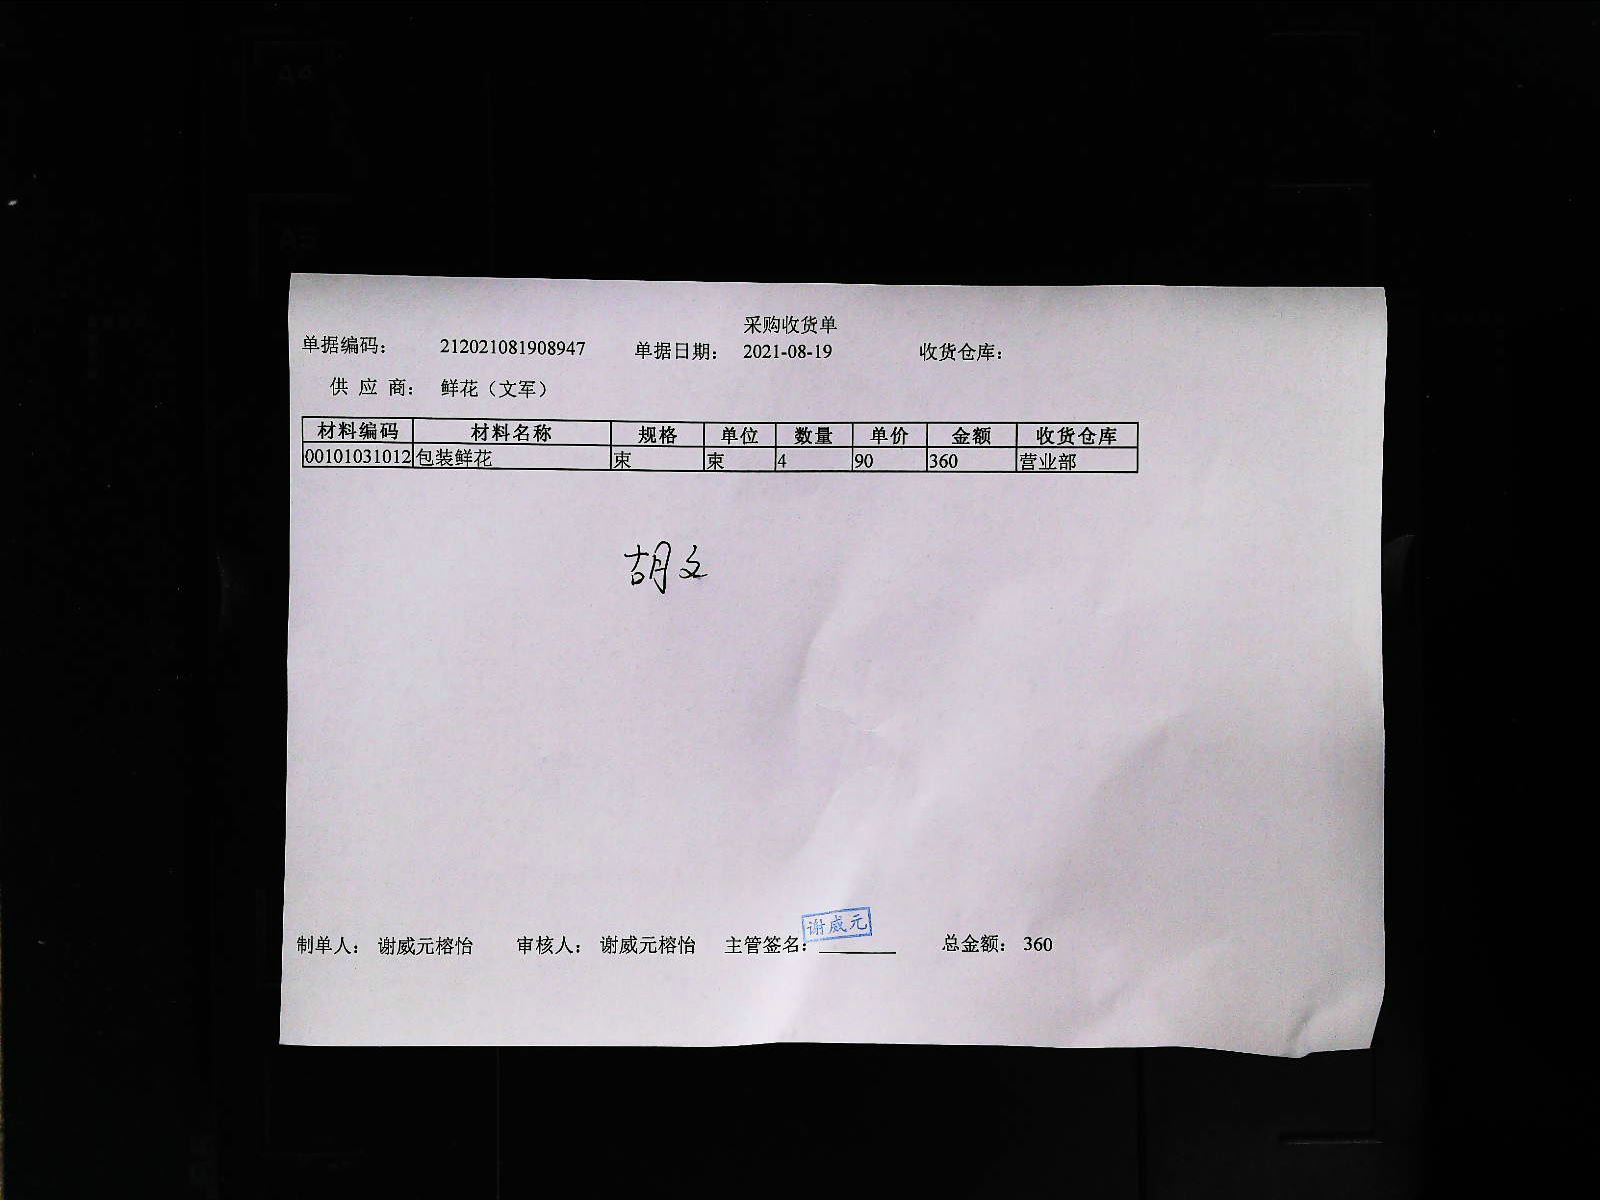 采购收货单
单据编码： 212021081908947 单据日期： 2021-08-19 收货仓库：
供 应 商： 鲜花（文军）
材料编码 材料名称 规格 单位 数量 单价 金额 收货仓库
00101031012 包装鲜花 束 束 4 90 360 营业部
胡文
谢威元
制单人： 谢威元榕怡 审核人： 谢威元榕怡 主管签名： 总金额： 360